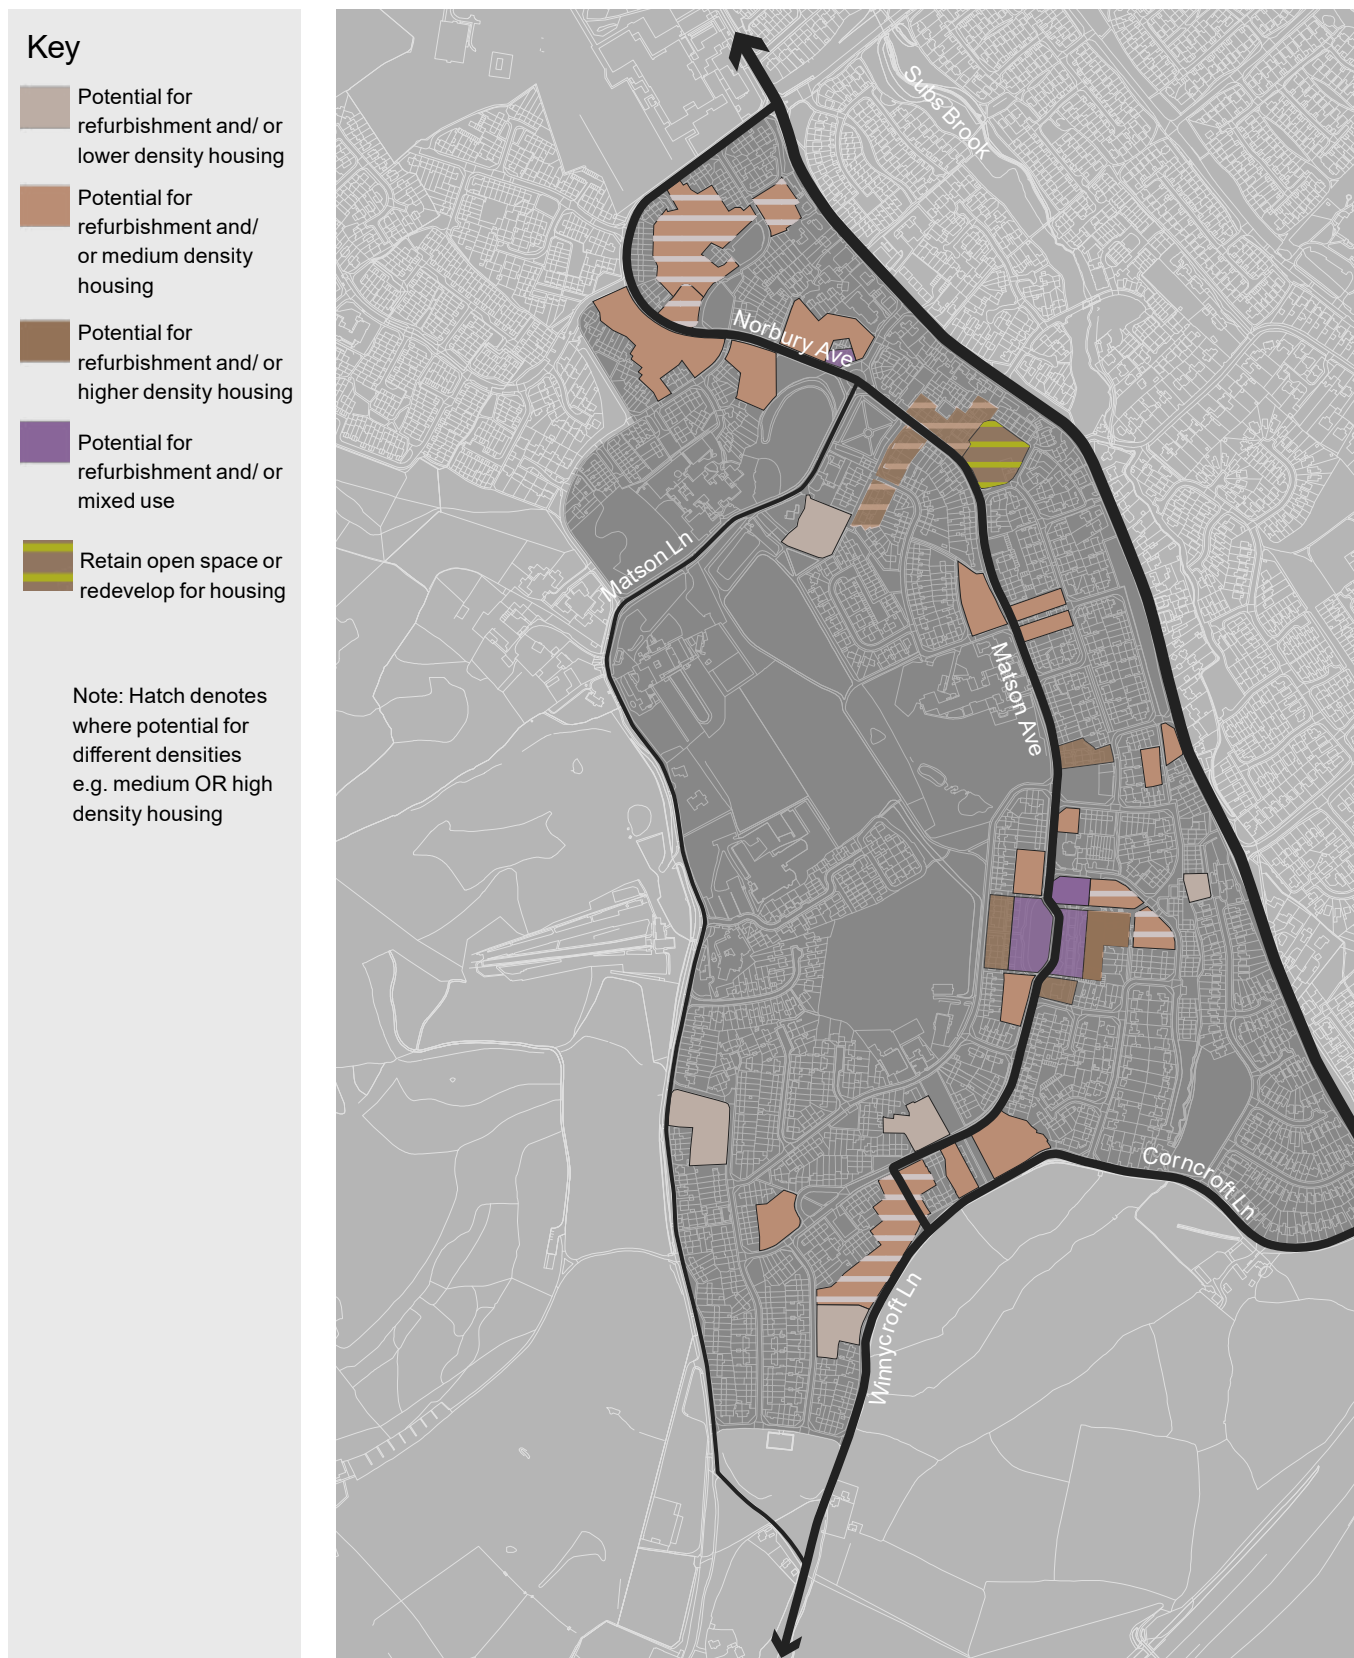 Key
Potential for
refurbishment and/ or
lower density housing
Potential for
refurbishment and/
or medium density
housing
Potential for
refurbishment and/ or
higher density housing
Potential for
refurbishment and/ or
mixed use
Retain open space or
redevelop for housing
Note: Hatch denotes
where potential for
different densities
e.g. medium OR high
density housing
Subs Brook
Norbury Ave
Matson Ln
Matson Ave
Corncroft Ln
Winnycroft Ln